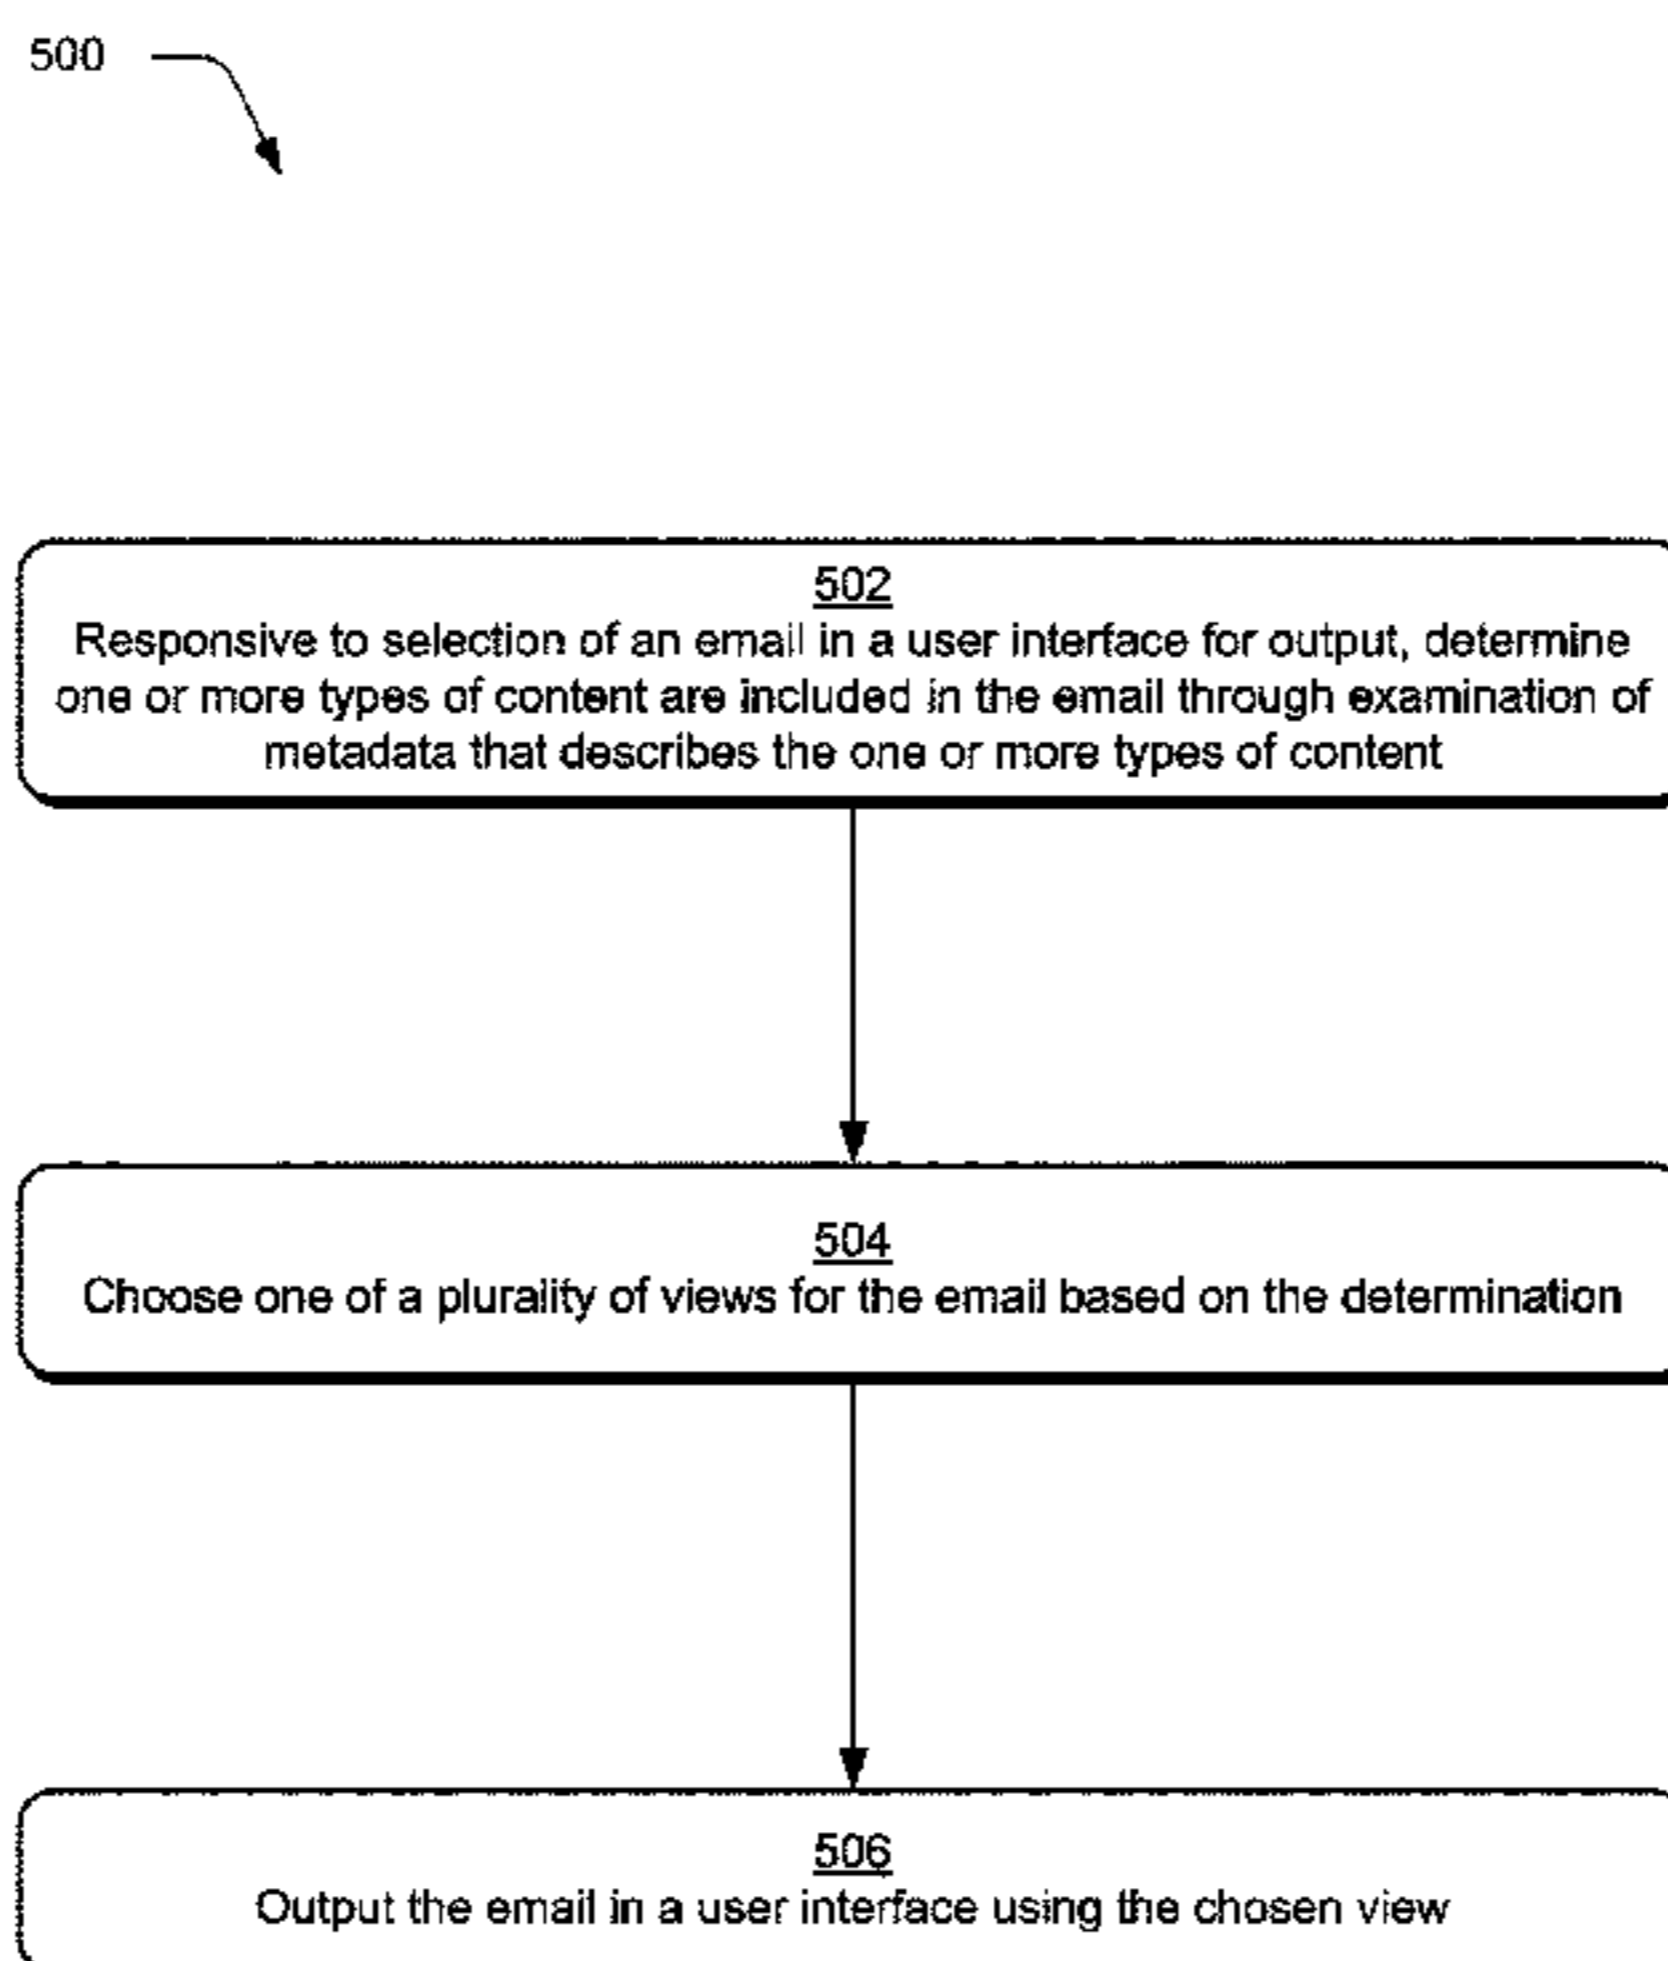 500
502
Responsive to selection of an email in a user interface for output, determine
one or more types of content are included in the email through examination of
metadata that describes the one or more types of content
504
Choose one of a plurality of views for the email based on the determination
506
Output the email in a user interface using the chosen view